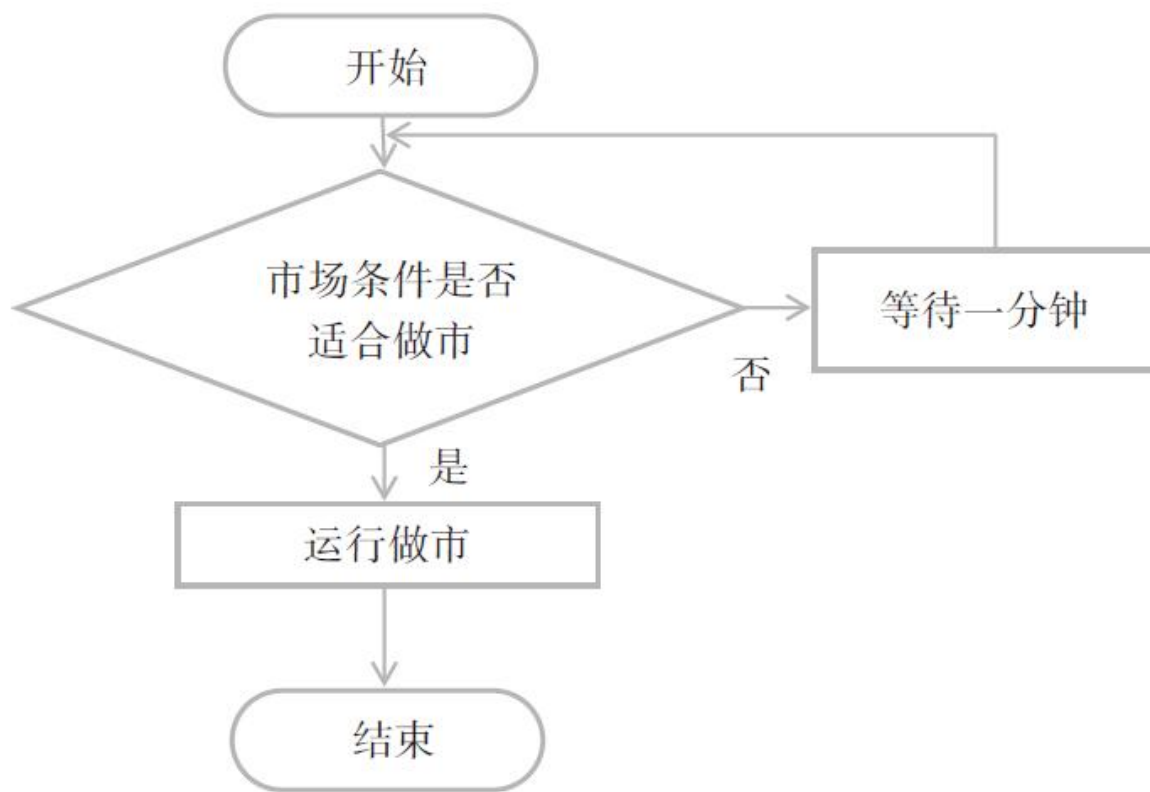 开始
市场条件是否
适合做市
等待一分钟
否
是
运行做市
结束